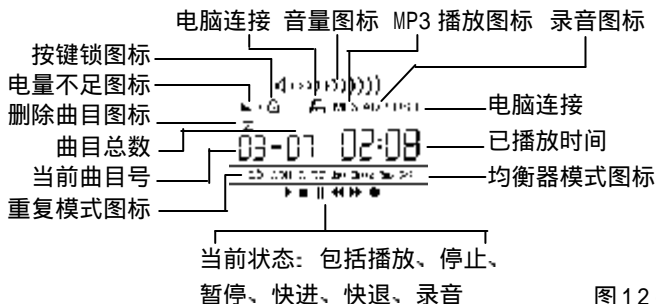 电脑连接 音量图标 MP3 播放图标 录音图标
按键锁图标
电量不足图标
删除曲目图标
电脑连接
曲目总数
03-07 02:08
已播放时间
当前曲目号
均衡器模式图标
重复模式图标
当前状态：包括播放、停止、
暂停、快进、快退、录音
图12